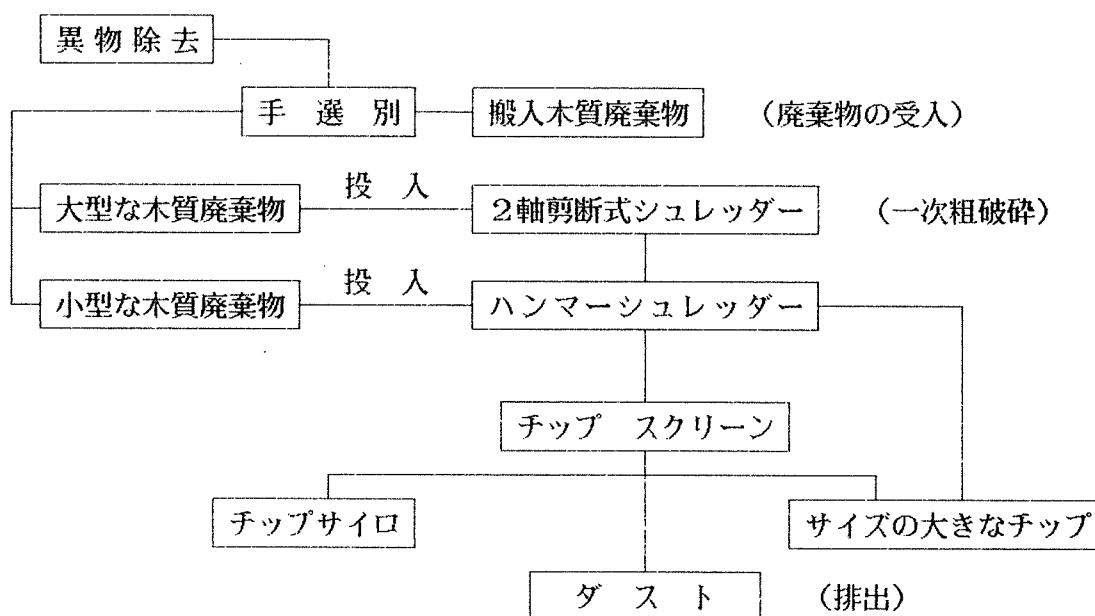 異物除去
手選別 搬入木質廃棄物 （廃棄物の受入）
投入
大型な木質廃棄物 2軸剪断式シュレッダー （一次粗破砕）
投入
小型な木質廃棄物 ハンマーシュレッダー
チップ スクリーン
チップサイロ サイズの大きなチップ
ダスト （排出）